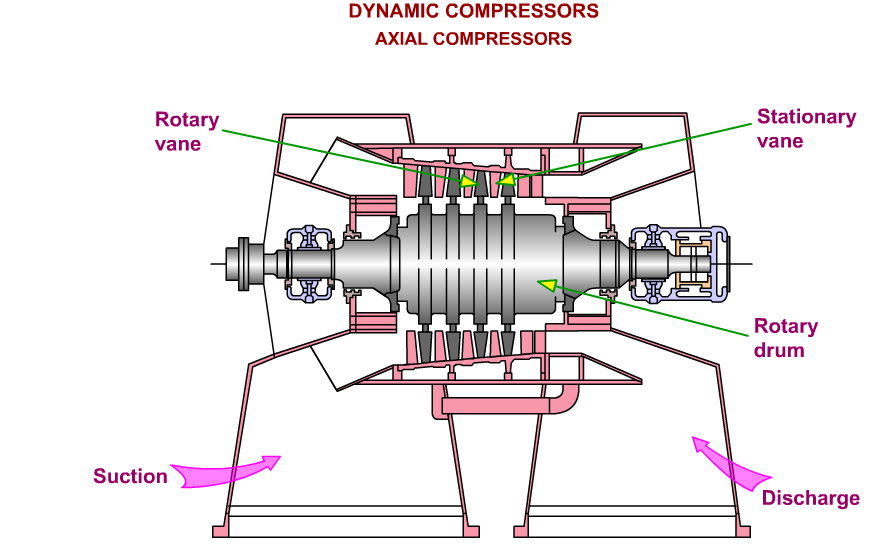 DYNAMIC COMPRESSORS
AXIAL COMPRESSORS
Rotary
vane
Stationary
vane
Rotary
drum
Suction
Discharge